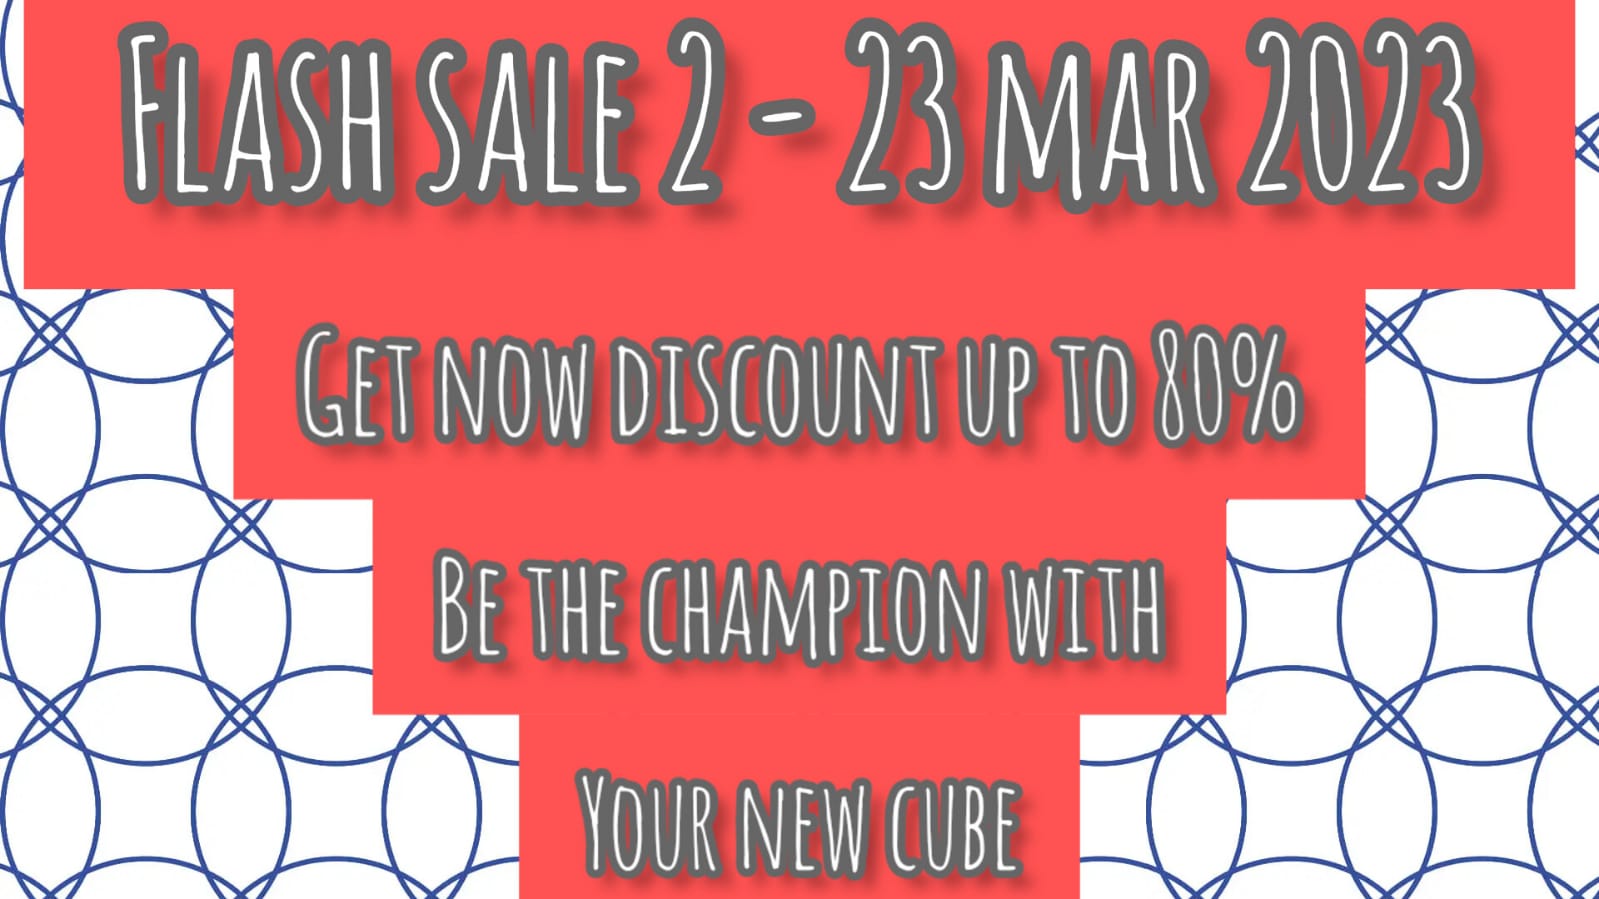 Flash sale 2 - 23 mar 2023
Get now discount up to 80%
Be the champion with
Your new cube